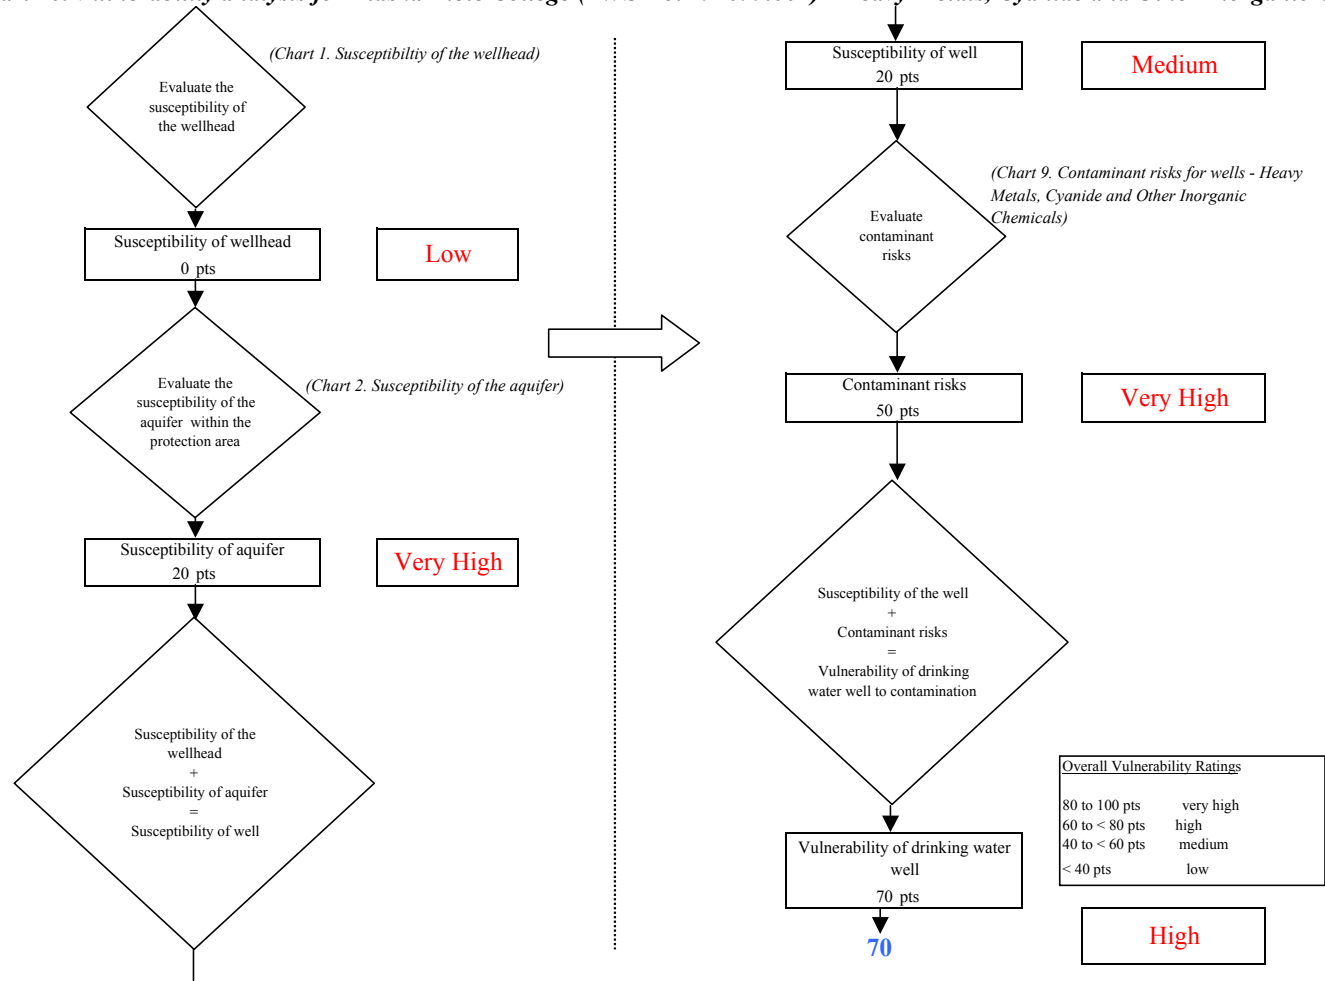 (Chart 1. Susceptibiltiy of the wellhead)
Evaluate the
susceptibility of
the wellhead
Susceptibility of wellhead
0 pts
Low
Evaluate the
susceptibility of the
aquifer within the
protection area
(Chart 2. Susceptibility of the aquifer)
Susceptibility of aquifer
20 pts
Very High
Susceptibility of the
wellhead
+
Susceptibility of aquifer
=
Susceptibility of well
Susceptibility of well
20 pts
Medium
(Chart 9. Contaminant risks for wells - Heavy
Metals, Cyanide and Other Inorganic
Chemicals)
Evaluate
contaminant
risks
Contaminant risks
50 pts
Very High
Susceptibility of the well
+
Contaminant risks
=
Vulnerability of drinking
water well to contamination
Overall Vulnerability Ratings
80 to 100 pts very high
60 to < 80 pts high
40 to < 60 pts medium
< 40 pts low
Vulnerability of drinking water
well
70 pts
70
High